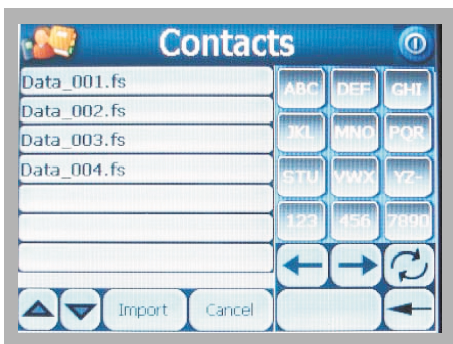 Contacts
Data_001.fs
Data_002.fs
Data_003.fs
Data_004.fs
ABC DEF GHI
JKL MNO PQR
STU VWX YZ-
123 456 7890
Import Cancel